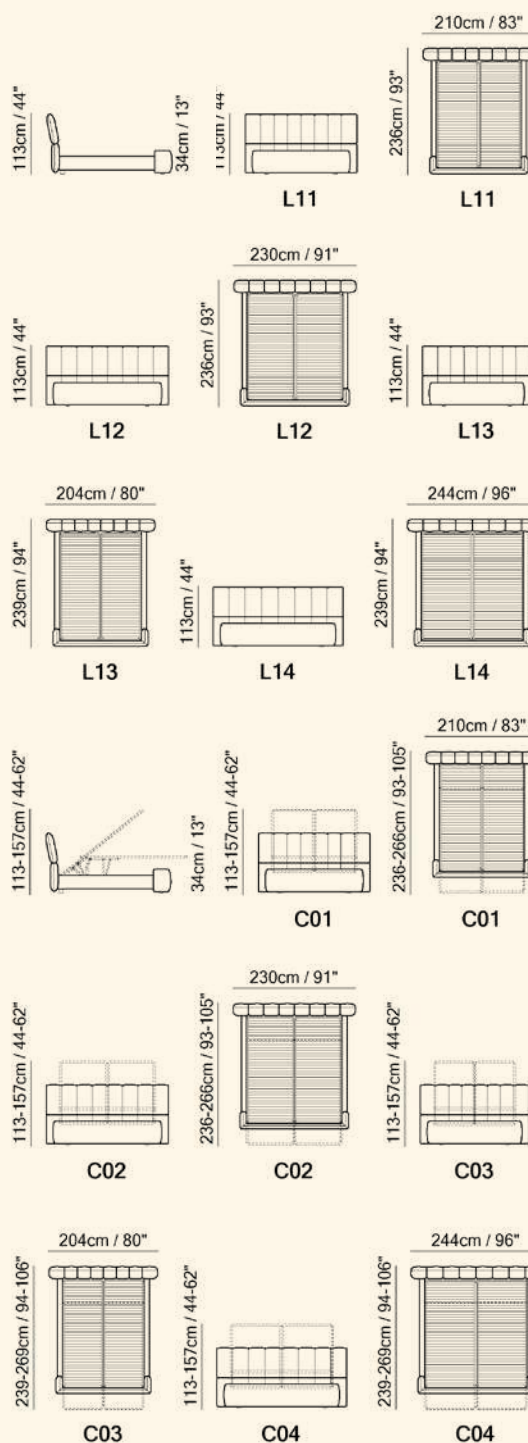 210cm / 83"
113cm / 44"
34cm / 13"
113cm / 44"
236cm / 93"
L11
L11
230cm / 91"
113cm / 44"
236cm / 93"
113cm / 44"
L12
L12
L13
204cm / 80"
244cm / 96"
239cm / 94"
113cm / 44"
239cm / 94"
L13
L14
L14
210cm / 83"
113-157cm / 44-62"
34cm / 13"
113-157cm / 44-62"
236-266cm / 93-105"
C01
C01
230cm / 91"
113-157cm / 44-62"
236-266cm / 93-105"
113-157cm / 44-62"
C02
C02
C03
204cm / 80"
244cm / 96"
239-269cm / 94-106"
113-157cm / 44-62"
239-269cm / 94-106"
C03
C04
C04